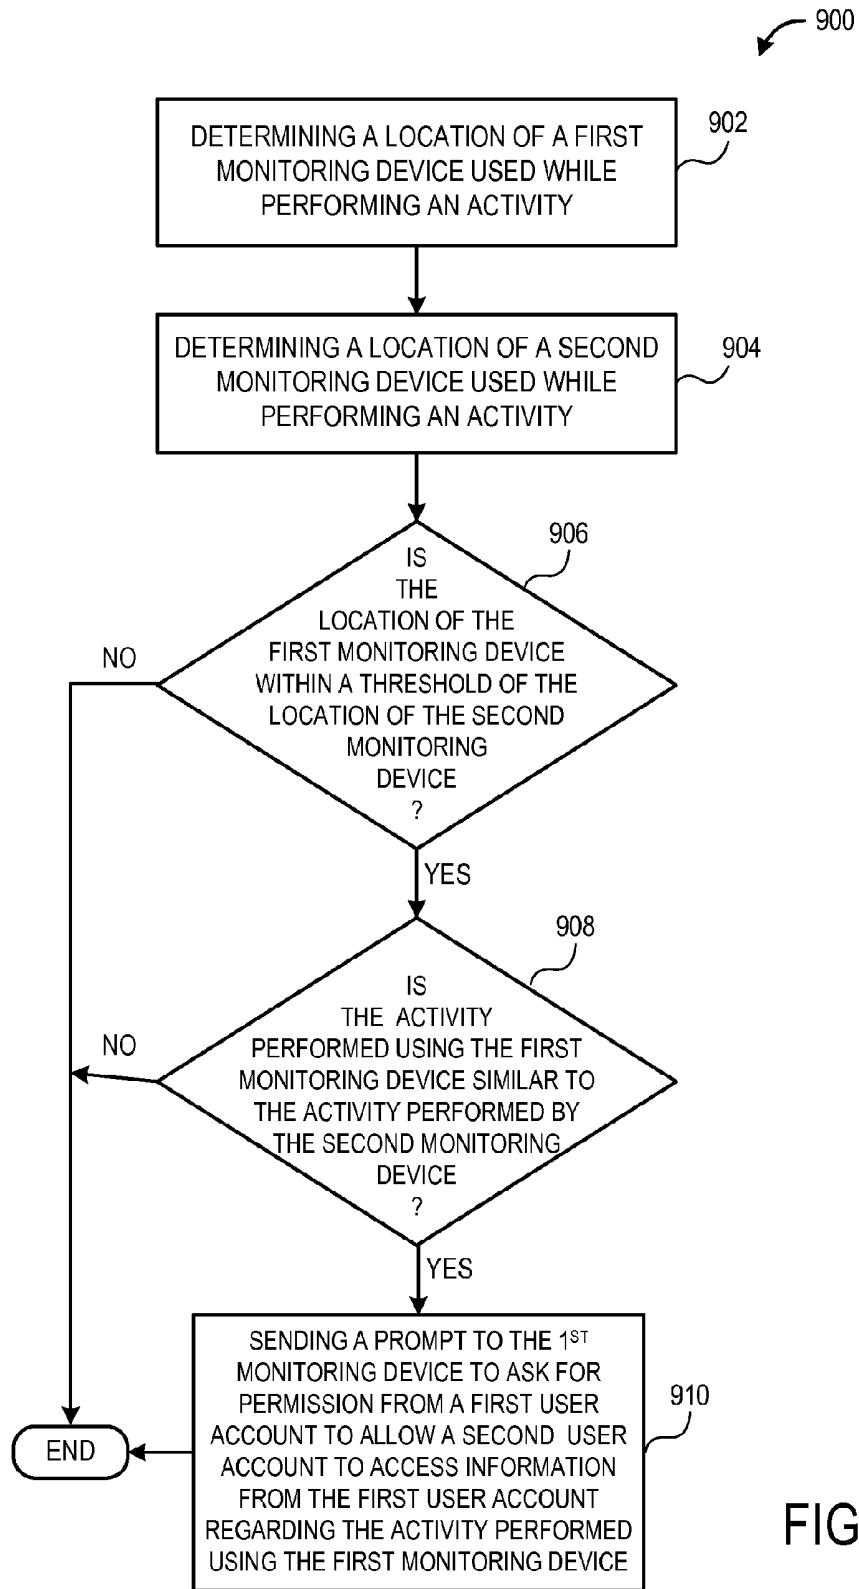 900
DETERMINING A LOCATION OF A FIRST
MONITORING DEVICE USED WHILE
PERFORMING AN ACTIVITY
902
DETERMINING A LOCATION OF A SECOND
MONITORING DEVICE USED WHILE
PERFORMING AN ACTIVITY
904
906
IS
THE
LOCATION OF THE
FIRST MONITORING DEVICE
WITHIN A THRESHOLD OF THE
LOCATION OF THE SECOND
MONITORING
DEVICE
?
NO
YES
908
IS
THE ACTIVITY
PERFORMED USING THE FIRST
MONITORING DEVICE SIMILAR TO
THE ACTIVITY PERFORMED BY
THE SECOND MONITORING
DEVICE
?
NO
YES
SENDING A PROMPT TO THE 1ST
MONITORING DEVICE TO ASK FOR
PERMISSION FROM A FIRST USER
ACCOUNT TO ALLOW A SECOND USER
ACCOUNT TO ACCESS INFORMATION
FROM THE FIRST USER ACCOUNT
REGARDING THE ACTIVITY PERFORMED
USING THE FIRST MONITORING DEVICE
910
END
FIG